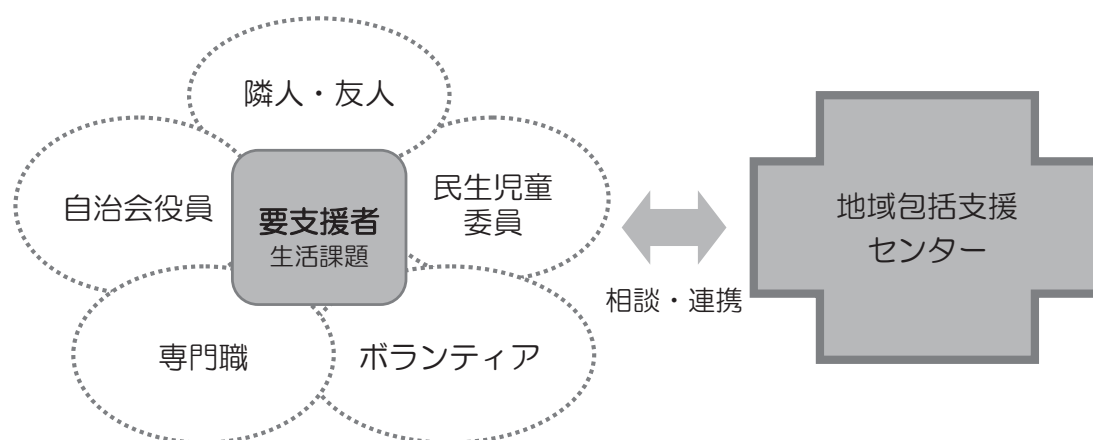 隣人・友人
自治会役員
要支援者
生活課題
民生児童
委員
専門職
ボランティア
相談・連携
地域包括支援
センター